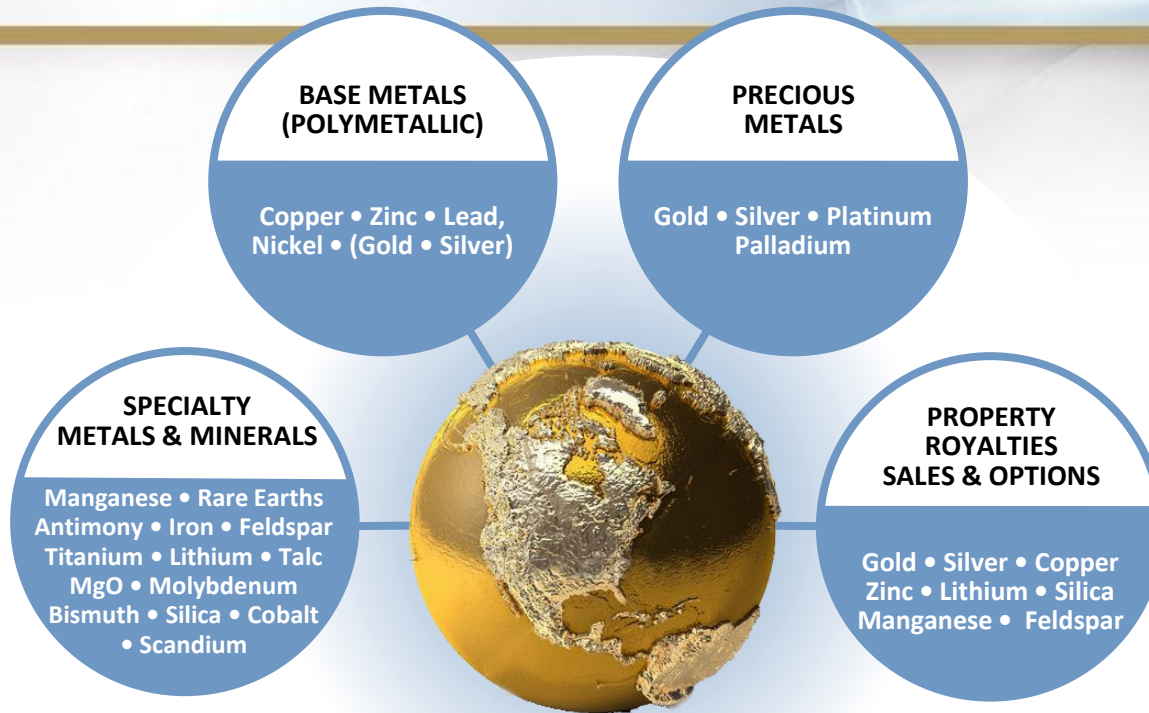 BASE METALS
(POLYMETALLIC)
Copper • Zinc • Lead,
Nickel • (Gold • Silver)
PRECIOUS
METALS
Gold • Silver • Platinum
Palladium
SPECIALTY
METALS & MINERALS
Manganese • Rare Earths
Antimony • Iron • Feldspar
Titanium • Lithium • Talc
MgO • Molybdenum
Bismuth • Silica • Cobalt
• Scandium
PROPERTY
ROYALTIES
SALES & OPTIONS
Gold • Silver • Copper
Zinc • Lithium • Silica
Manganese • Feldspar